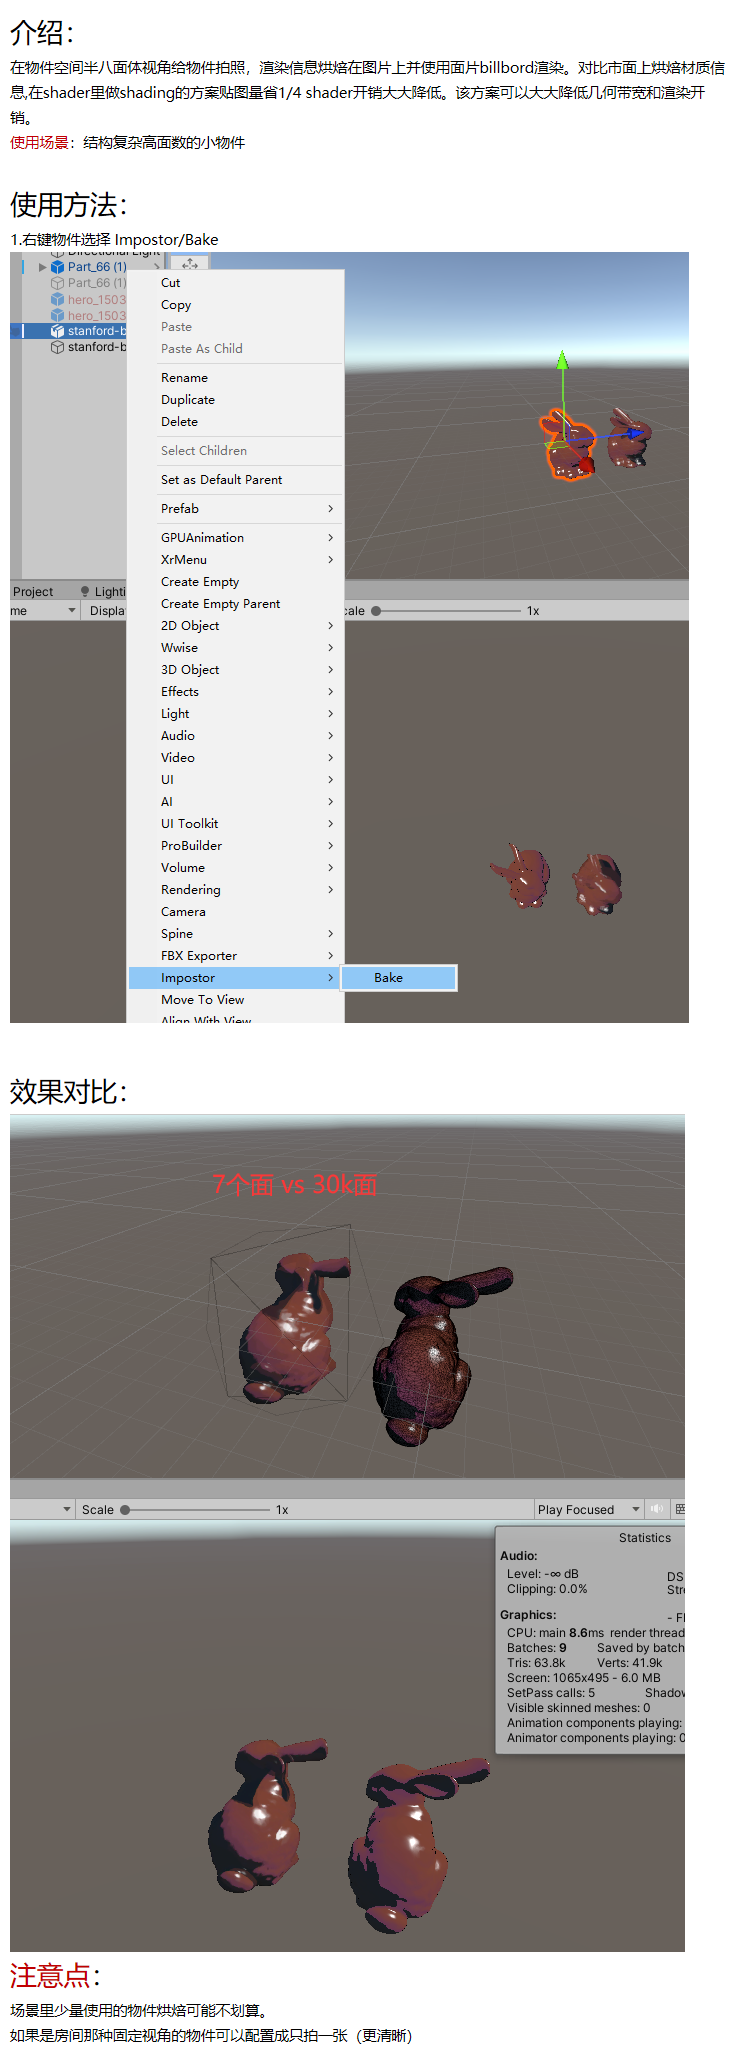 介绍：
在物件空间半八面体视角给物件拍照，渲染信息烘焙在图片上并使用面片billbord渲染。对比市面上烘焙材质信
息,在shader里做shading的方案贴图量省1/4 shader开销大大降低。该方案可以大大降低几何带宽和渲染开
销。
使用场景：结构复杂高面数的小物件
使用方法：
1.右键物件选择 Impostor/Bake
Directional Light
Part_66 (1)
Part_66 (1)
hero_1503
hero_1503
stanford-b
stanford-b
Cut
Copy
Paste
Paste As Child
Rename
Duplicate
Delete
Select Children
Set as Default Parent
Prefab
GPUAnimation
XrMenu
Create Empty
Create Empty Parent
2D Object
Wwise
3D Object
Effects
Light
Audio
Video
UI
AI
UI Toolkit
ProBuilder
Volume
Rendering
Camera
Spine
FBX Exporter
Impostor
Bake
Move To View
Align With View
Project
Lighti
me
Displa
cale
1x
效果对比：
7个面 vs 30k面
Scale
1x
Play Focused
Statistics
Audio:
Level: -∞ dB
DS
Clipping: 0.0%
Stre
Graphics:
- F
CPU: main 8.6ms render thread
Batches: 9 Saved by batch
Tris: 63.8k Verts: 41.9k
Screen: 1065x495 - 6.0 MB
SetPass calls: 5 Shadow
Visible skinned meshes: 0
Animation components playing:
Animator components playing: 0
注意点：
场景里少量使用的物件烘焙可能不划算。
如果是房间那种固定视角的物件可以配置成只拍一张（更清晰）